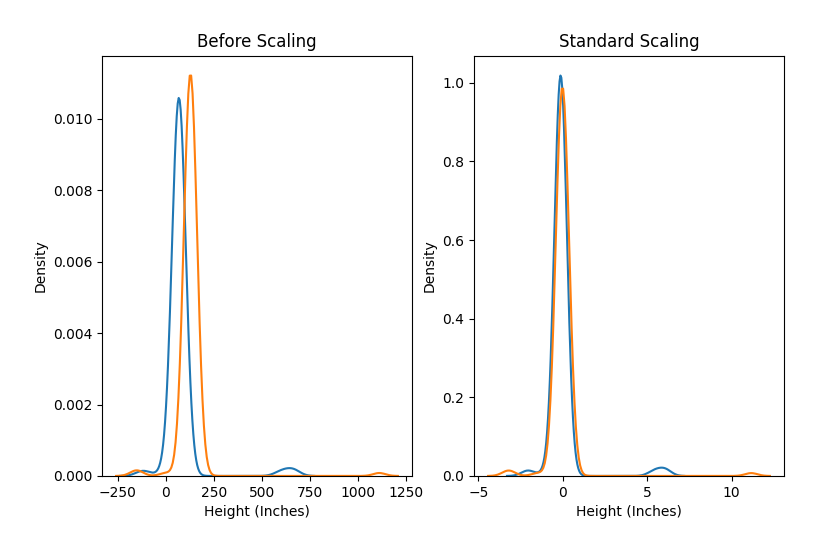 Before Scaling
Density
0.010
0.008
0.006
0.004
0.002
0.000
−250 0 250 500 750 1000 1250
Height (Inches)
Standard Scaling
Density
1.0
0.8
0.6
0.4
0.2
0.0
−5 0 5 10
Height (Inches)